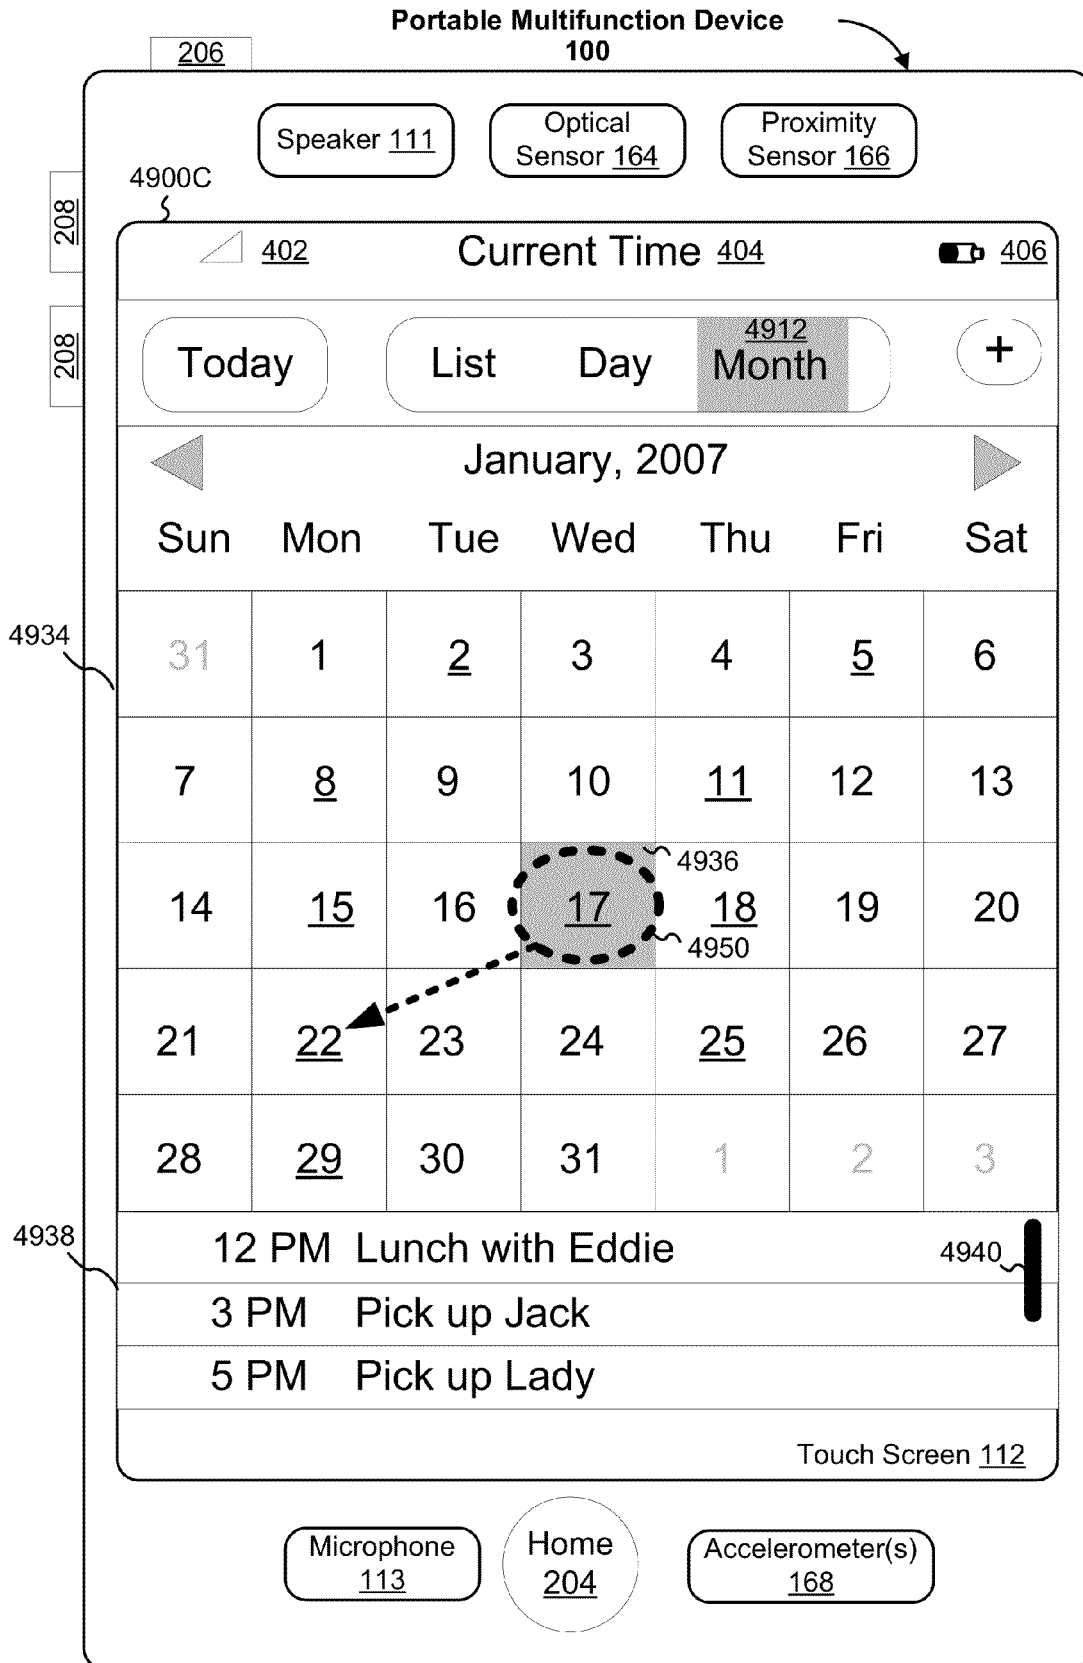 Portable Multifunction Device
100
206
Speaker 111
Optical
Sensor 164
Proximity
Sensor 166
4900C
208
402
Current Time 404
406
208
Today
List
Day
4912
Month
+
January, 2007
Sun Mon Tue Wed Thu Fri Sat
4934
31 1 2 3 4 5 6
7 8 9 10 11 12 13
4936
14 15 16 17 18 19 20
4950
21 22 23 24 25 26 27
28 29 30 31 1 2 3
4938
12 PM Lunch with Eddie
4940
3 PM Pick up Jack
5 PM Pick up Lady
Touch Screen 112
Microphone
113
Home
204
Accelerometer(s)
168